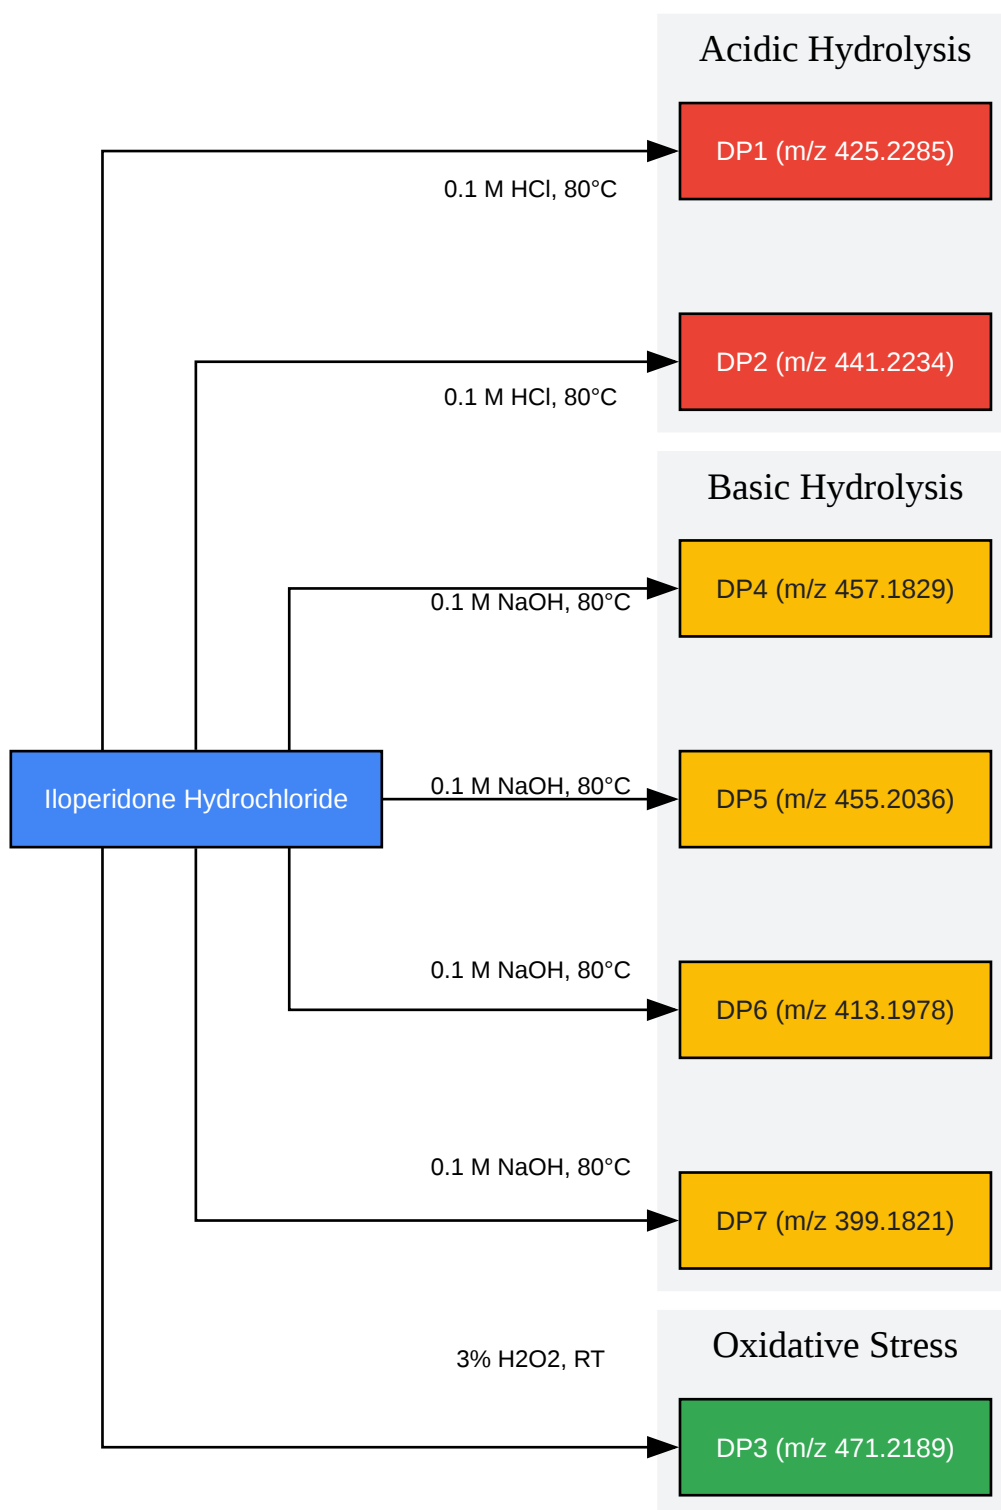 Acidic Hydrolysis
DP1 (m/z 425.2285)
0.1 M HCl, 80°C
DP2 (m/z 441.2234)
0.1 M HCl, 80°C
Basic Hydrolysis
DP4 (m/z 457.1829)
0.1 M NaOH, 80°C
Iloperidone Hydrochloride
0.1 M NaOH, 80°C
DP5 (m/z 455.2036)
0.1 M NaOH, 80°C
DP6 (m/z 413.1978)
0.1 M NaOH, 80°C
DP7 (m/z 399.1821)
Oxidative Stress
3% H2O2, RT
DP3 (m/z 471.2189)